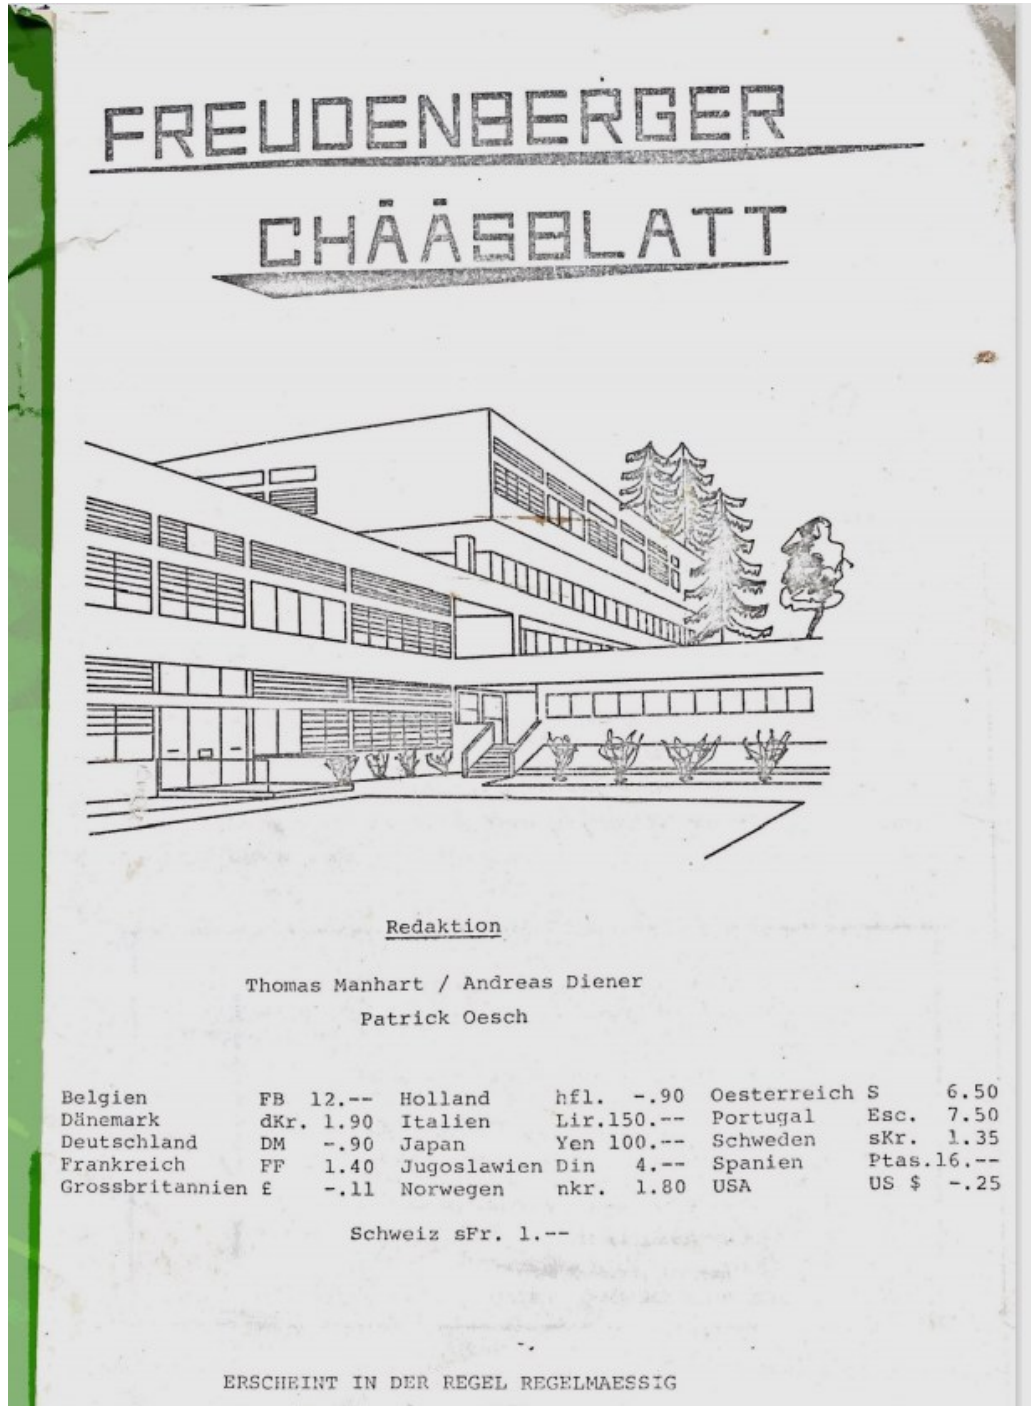 FREUDENBERGER
CHÄÄSBLATT
Redaktion
Thomas Manhart / Andreas Diener
Patrick Oesch
Belgien FB 12.-- Holland hfl. -.90 Oesterreich S 6.50
Dänemark dKr. 1.90 Italien Lir.150.-- Portugal Esc. 7.50
Deutschland DM -.90 Japan Yen 100.-- Schweden sKr. 1.35
Frankreich FF 1.40 Jugoslawien Din 4.-- Spanien Ptas.16.--
Grossbritannien £ -.11 Norwegen nkr. 1.80 USA US $ -.25
Schweiz sFr. 1.--
ERSCHEINT IN DER REGEL REGELMAESSIG